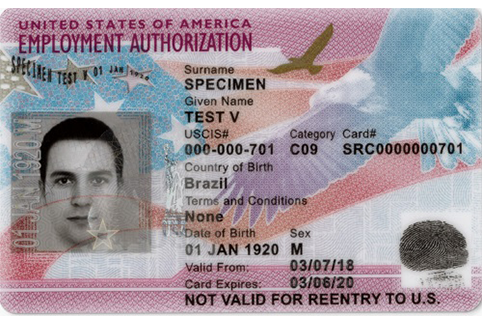 UNITED STATES OF AMERICA
EMPLOYMENT AUTHORIZATION
SPECIMEN TEST V 01 JAN 1920
Surname
SPECIMEN
Given Name
TEST V
USCIS# Category Card#
000-000-701 C09 SRC0000000701
Country of Birth
Brazil
Terms and Conditions
None
Date of Birth Sex
01 JAN 1920 M
Valid From: 03/07/18
Card Expires: 03/06/20
NOT VALID FOR REENTRY TO U.S.
01 JAN 1920 M